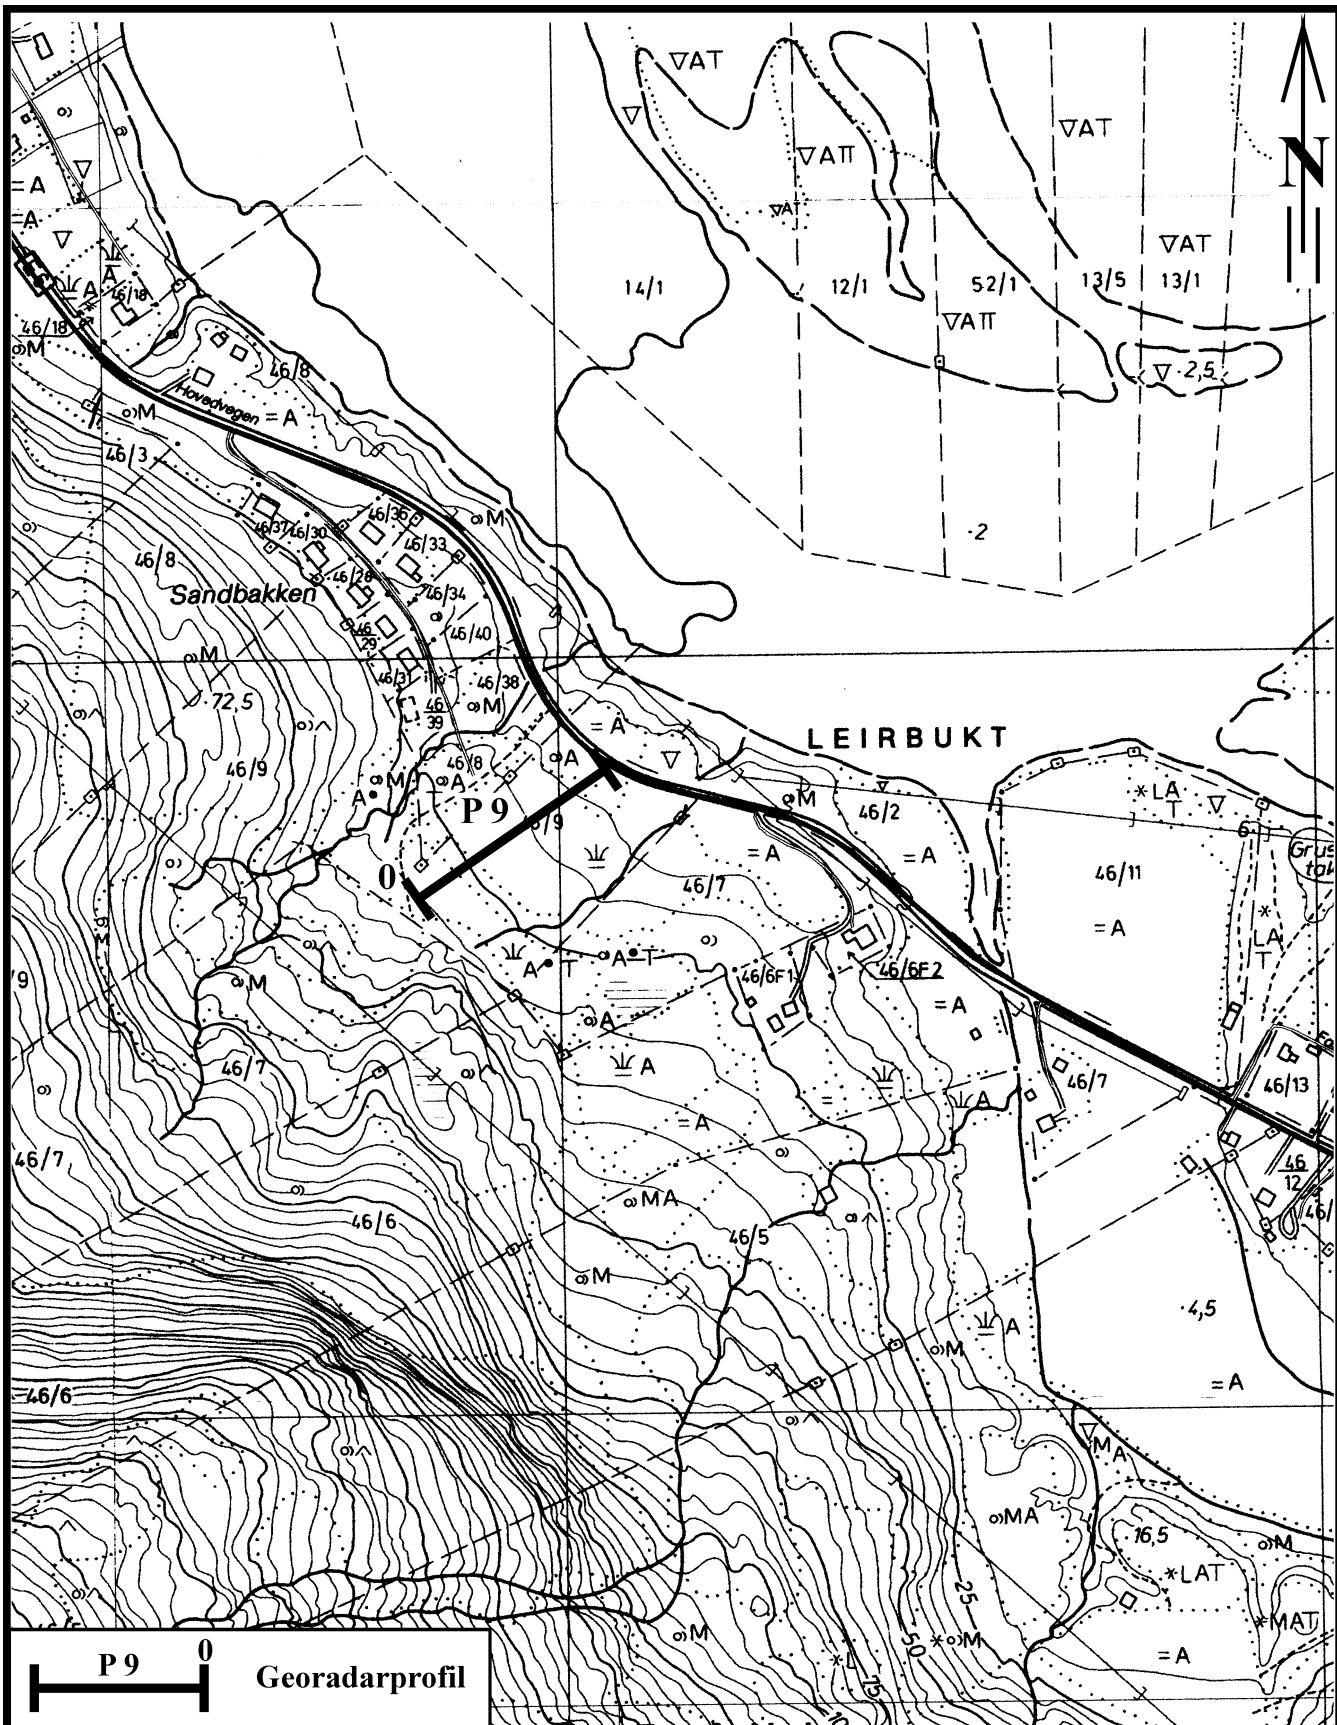 ▽AT
▽AT
▽AΠ
N
= A
= A
▽AT
▽AT
14/1
12/1
52/1
13/5
13/1
A
A
46/18
▽AΠ
46/18
M
46/8
▽ ·2,5
Hovedvegen
= A
M
46/3
46/37
46/30
46/36
M
46/33
·2
46/8
46/28
46/34
Sandbakken
46/29
46/40
M
46/31
46/38
·72,5
46/39
M
= A
LEIRBUKT
46/9
46/8
A
M
A
A
P 9
M
46/2
*LA
T
▽
6
0
= A
= A
46/7
46/11
= A
*
LA
T
M
A T
A T
46/6F1
46/6F2
M
= A
A
A
46/7
46/7
46/13
A
= A
46/7
46/12
MA
46/6
46/5
M
·4,5
A
M
46/6
= A
▽
MA
MA
16,5
M
*LAT
25
*MAT
M
50
*M
= A
75
P 9
0
Georadarprofil